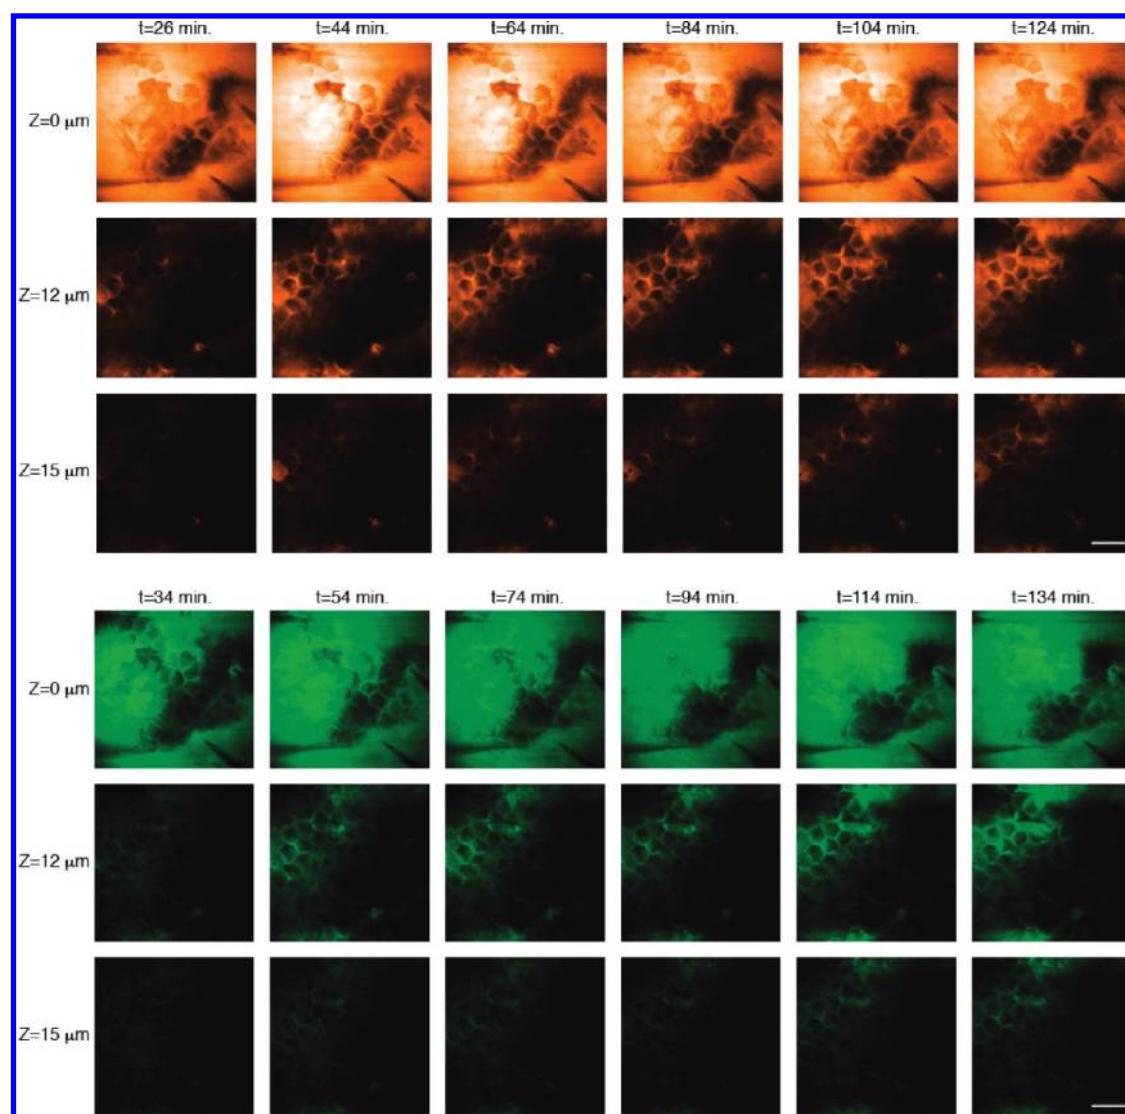 t=26 min. t=44 min. t=64 min. t=84 min. t=104 min. t=124 min.
Z=0 μm
Z=12 μm
Z=15 μm
t=34 min. t=54 min. t=74 min. t=94 min. t=114 min. t=134 min.
Z=0 μm
Z=12 μm
Z=15 μm